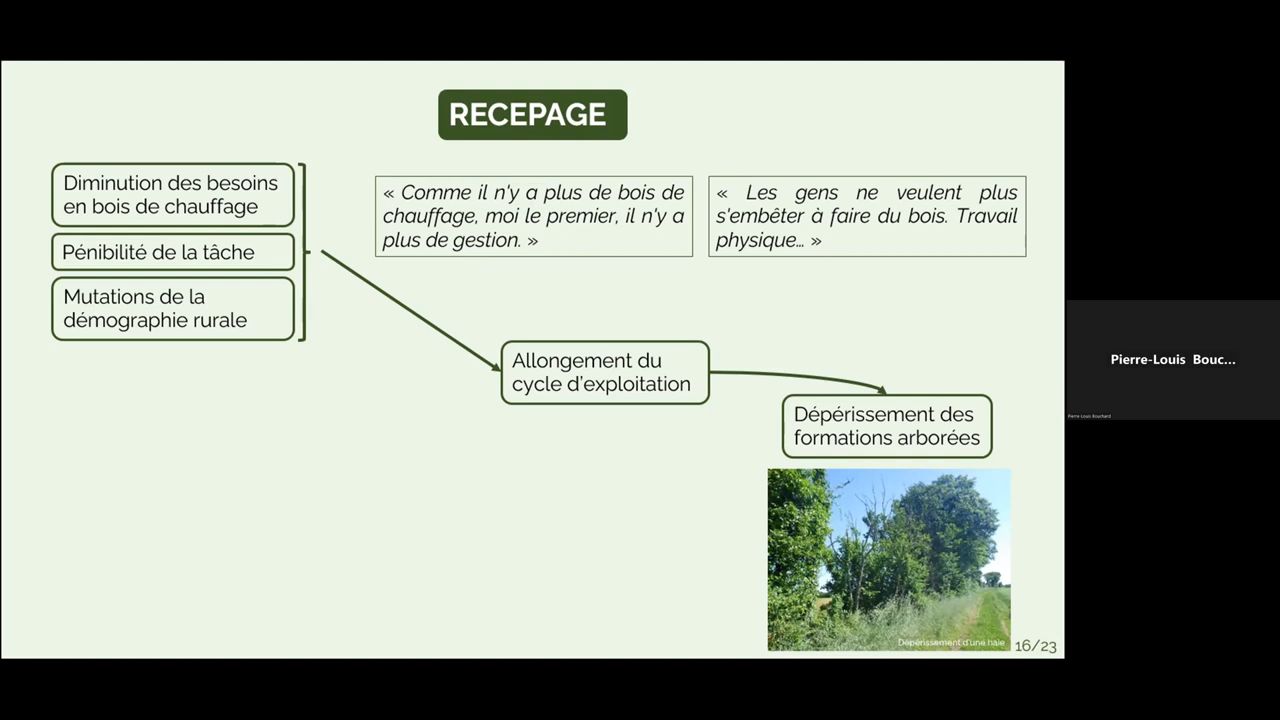 RECEPAGE
Diminution des besoins
en bois de chauffage
Pénibilité de la tâche
Mutations de la
démographie rurale
« Comme il n'y a plus de bois de
chauffage, moi le premier, il n'y a
plus de gestion. »
« Les gens ne veulent plus
s'embêter à faire du bois. Travail
physique… »
Allongement du
cycle d'exploitation
Dépérissement des
formations arborées
Dépérissement d'une haie
16/23
Pierre-Louis Bouc...
Pierre-Louis Bouchard